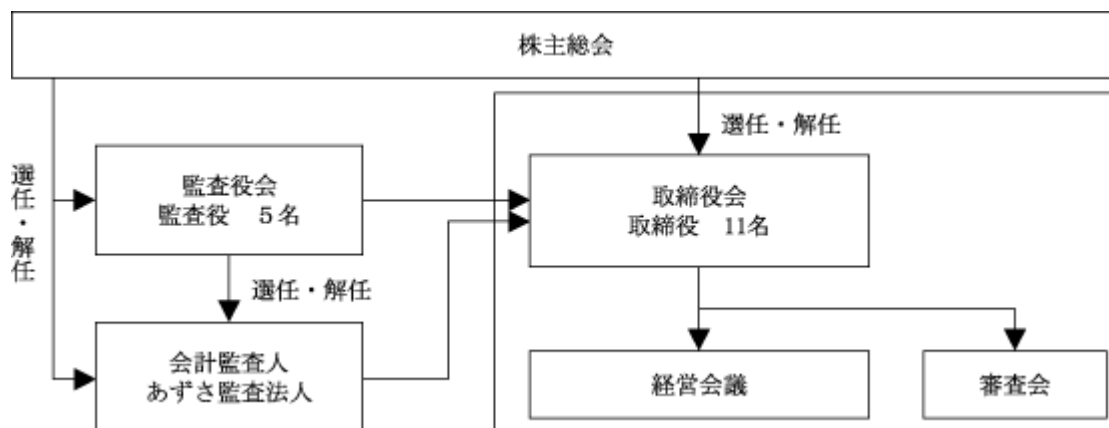 株主総会
選任・解任
選任・解任
監査役会
監査役 5名
取締役会
取締役 11名
選任・解任
会計監査人
あずさ監査法人
経営会議
審査会